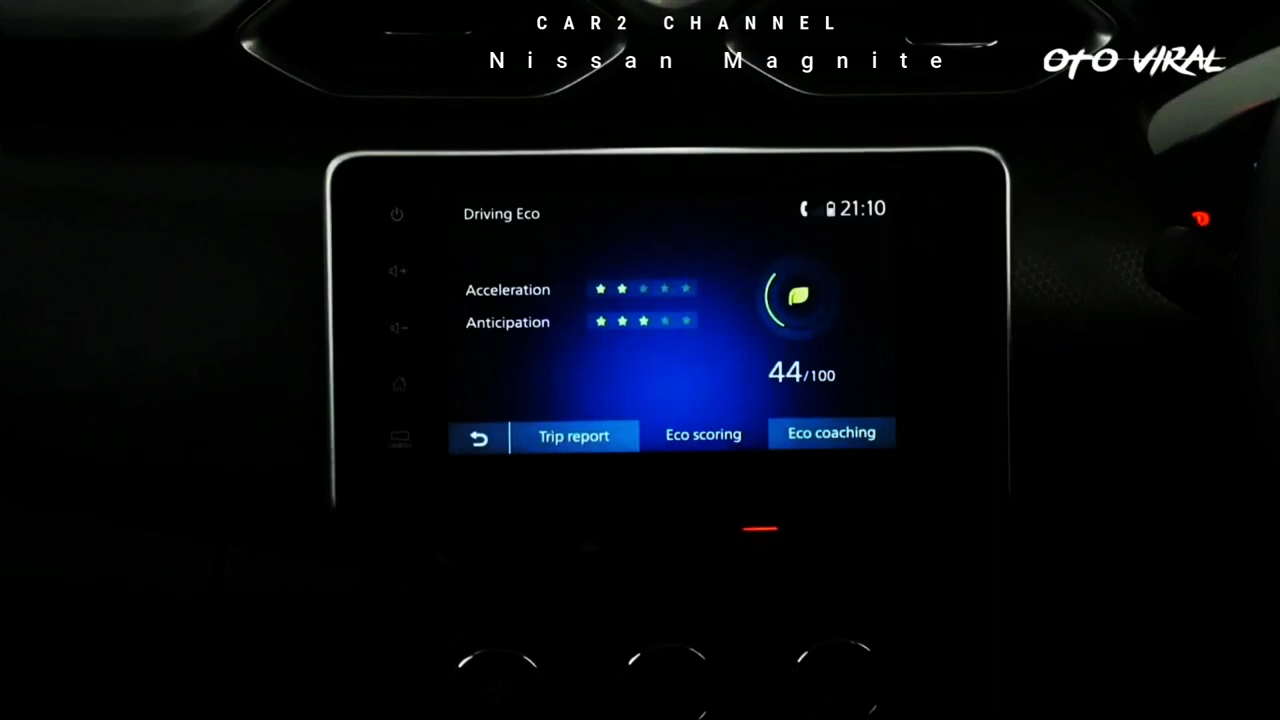 CAR2 CHANNEL
Nissan Magnite
OTO VIRAL
Driving Eco
21:10
Acceleration
Anticipation
44/100
Trip report
Eco scoring
Eco coaching